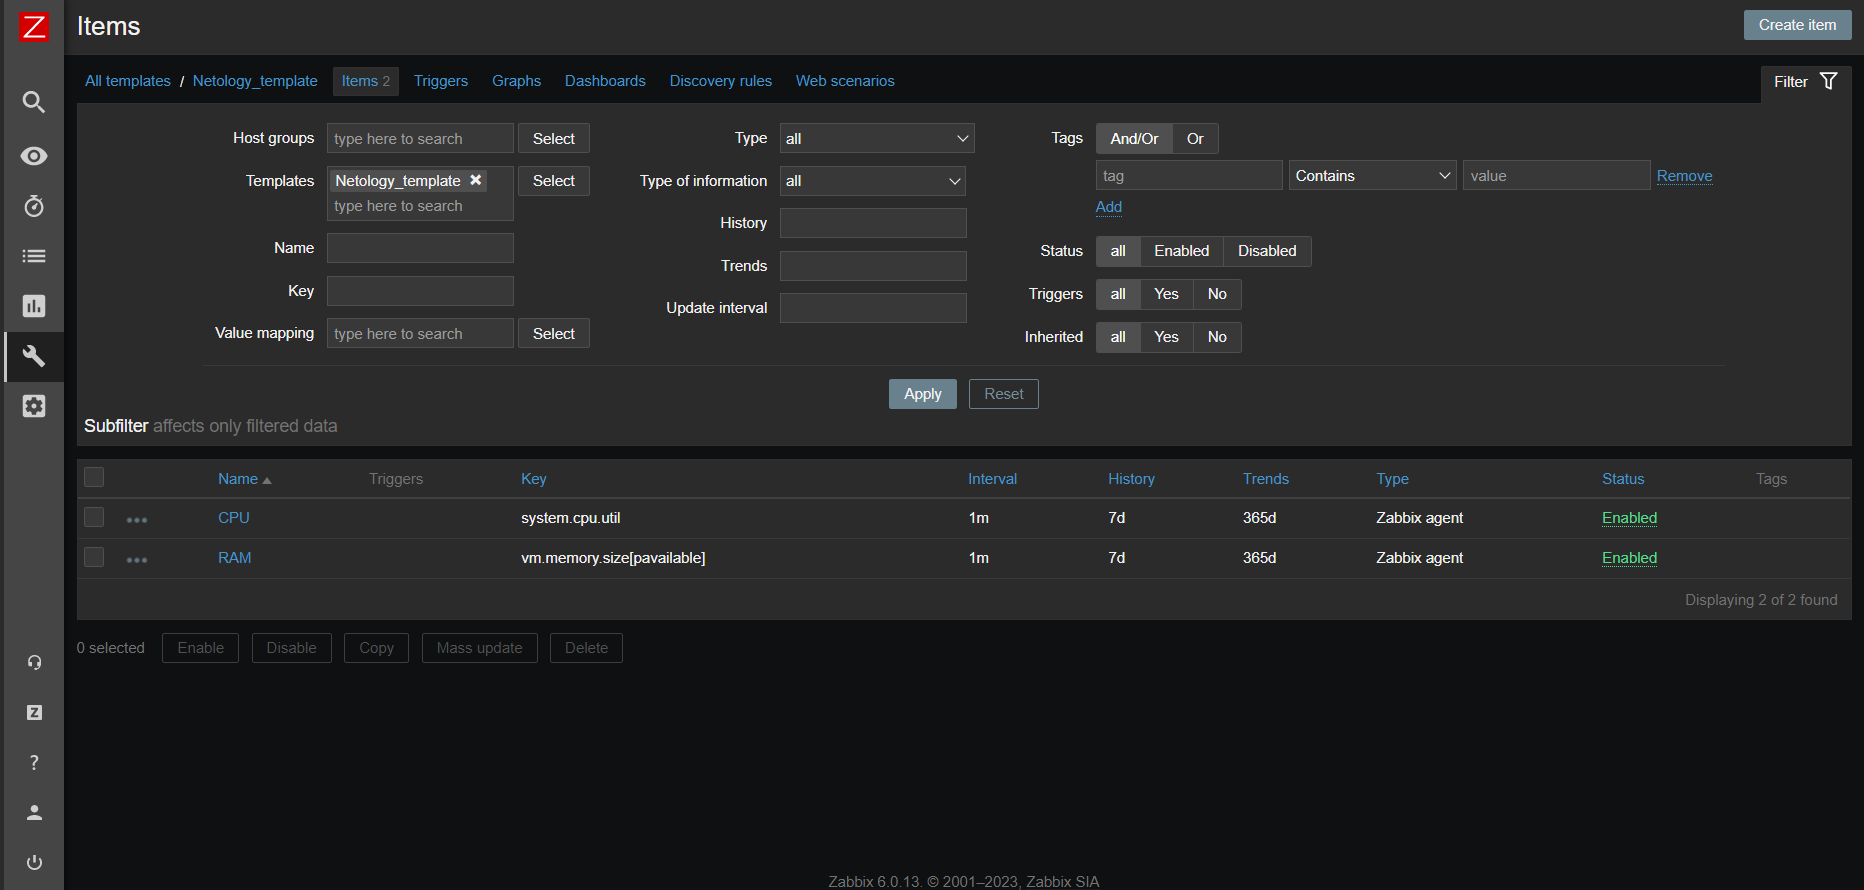 Z
Items
Create item
All templates / Netology_template Items 2 Triggers Graphs Dashboards Discovery rules Web scenarios
Filter
Host groups type here to search Select
Templates Netology_template Select
type here to search
Name
Key
Value mapping type here to search Select
Type all
Type of information all
History
Trends
Update interval
Tags And/Or Or
tag Contains value Remove
Add
Status all Enabled Disabled
Triggers all Yes No
Inherited all Yes No
Apply Reset
Subfilter affects only filtered data
Name Triggers Key Interval History Trends Type Status Tags
CPU system.cpu.util 1m 7d 365d Zabbix agent Enabled
RAM vm.memory.size[pavailable] 1m 7d 365d Zabbix agent Enabled
Displaying 2 of 2 found
0 selected Enable Disable Copy Mass update Delete
Z
?
Zabbix 6.0.13. © 2001–2023, Zabbix SIA